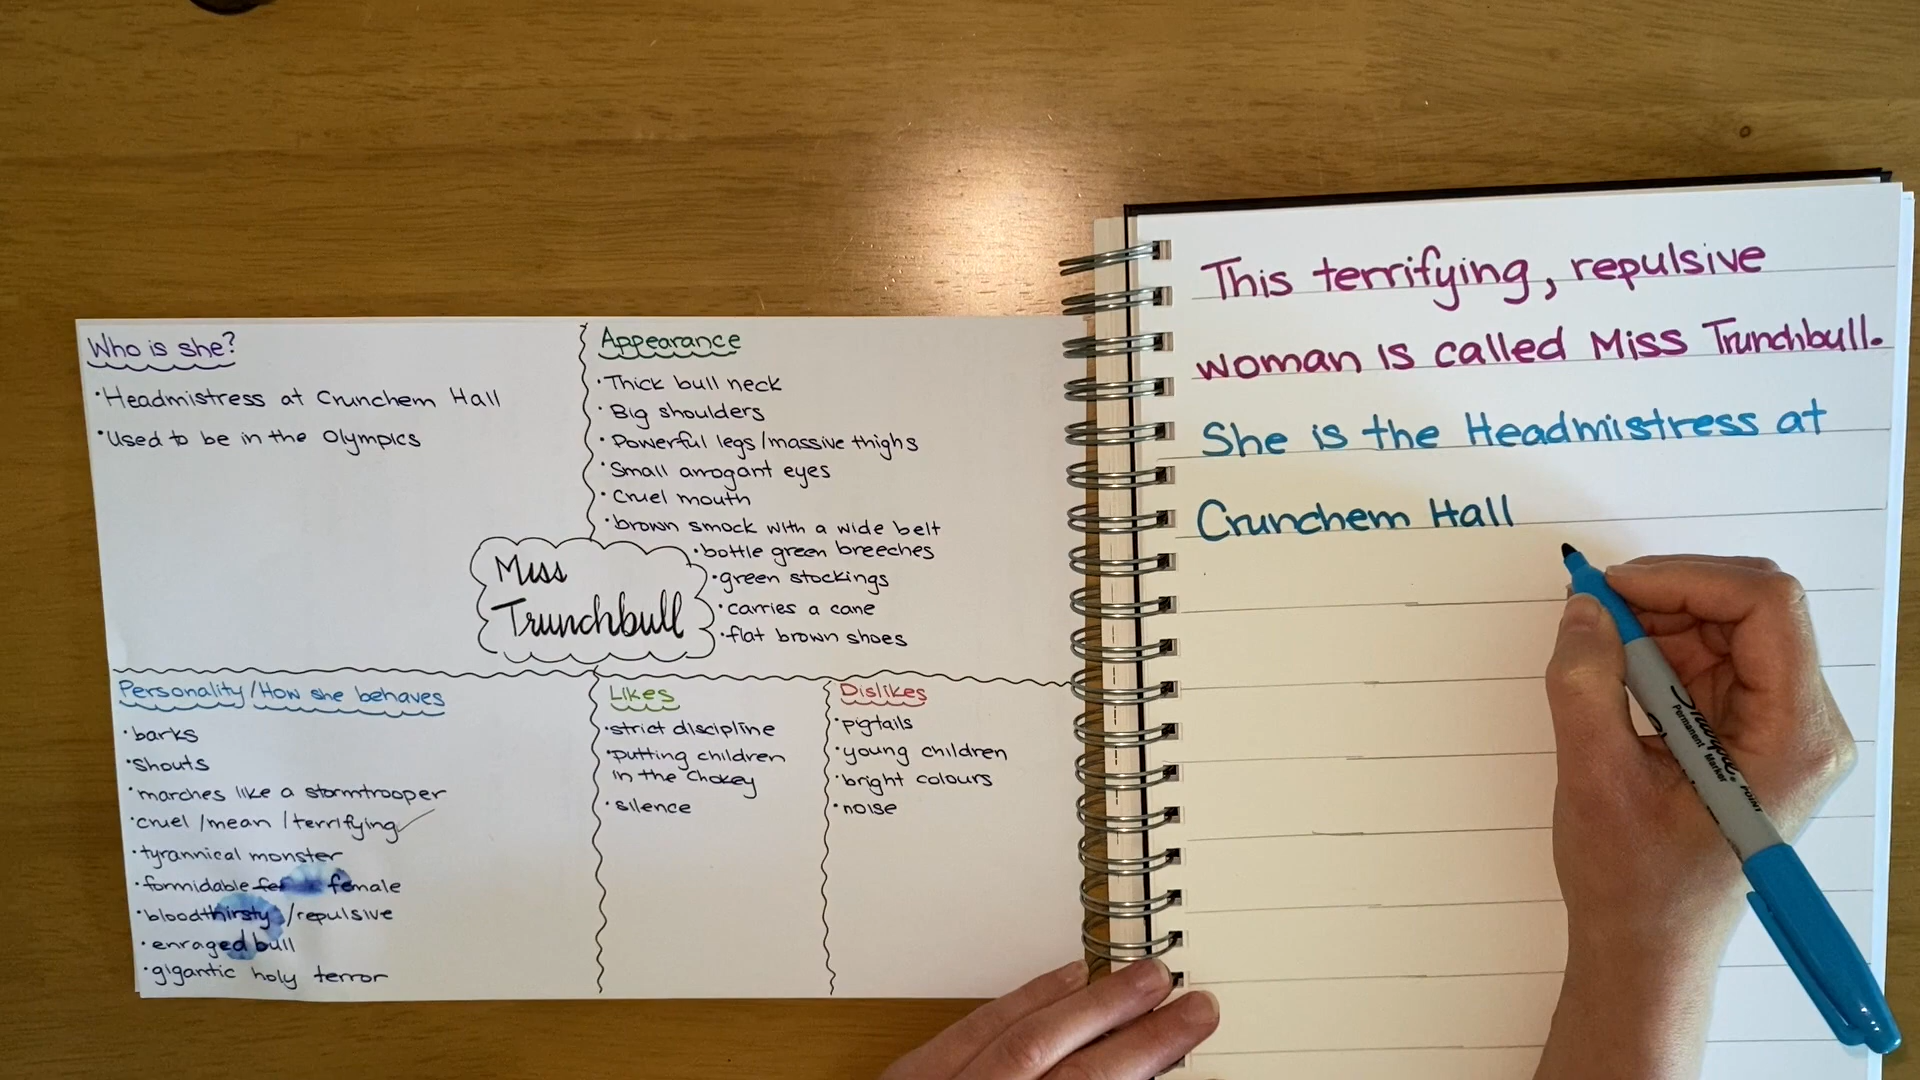 Who is she?
•Headmistress at Crunchem Hall
•Used to be in the Olympics
Appearance
•Thick bull neck
•Big shoulders
•Powerful legs/massive thighs
•Small arrogant eyes
•cruel mouth
•brown smock with a wide belt
•bottle green breeches
•green stockings
•carries a cane
•flat brown shoes
Miss
Trunchbull
Personality/How she behaves
•barks
•shouts
•marches like a stormtrooper
•cruel/mean/terrifying
•tyrannical monster
•formidable female
•bloodthirsty/repulsive
•enraged bull
•gigantic holy terror
Likes
•strict discipline
•putting children
in the Chokey
•silence
Dislikes
•pigtails
•young children
•bright colours
•noise
This terrifying, repulsive
woman is called Miss Trunchbull.
She is the Headmistress at
Crunchem Hall
Permanent Marker
POINT